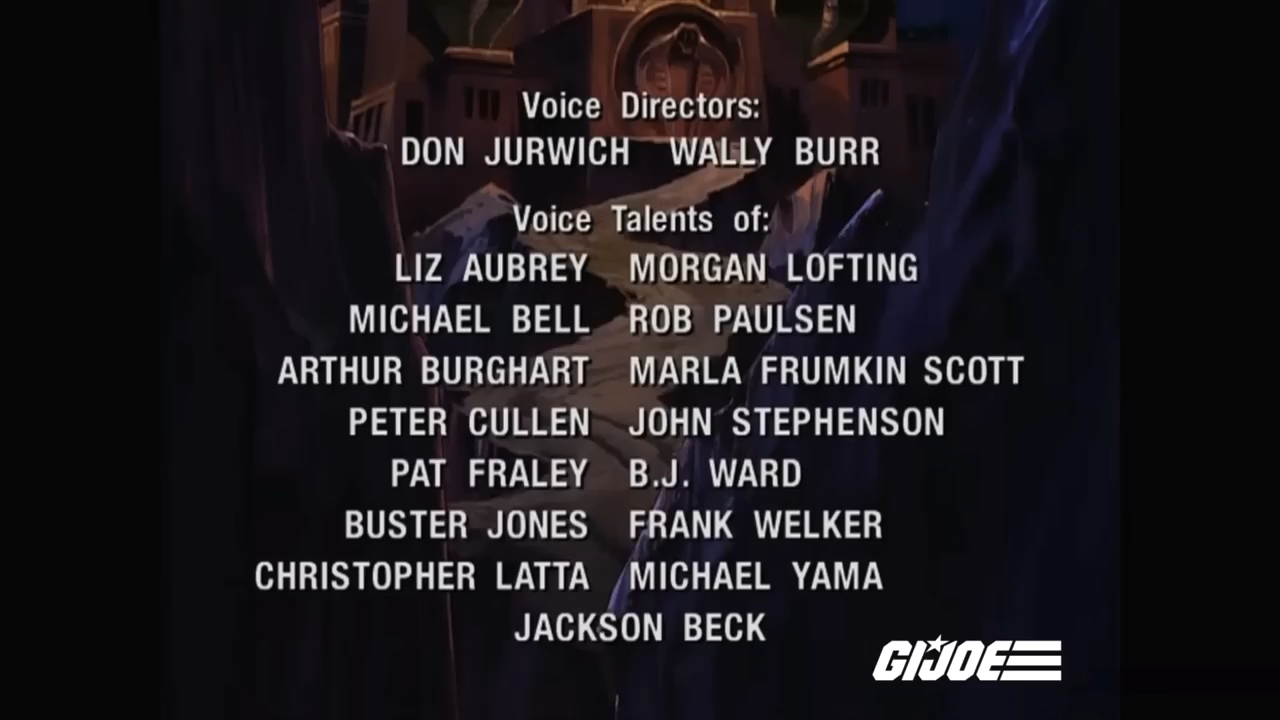 Voice Directors:
DON JURWICH WALLY BURR
Voice Talents of:
LIZ AUBREY MORGAN LOFTING
MICHAEL BELL ROB PAULSEN
ARTHUR BURGHART MARLA FRUMKIN SCOTT
PETER CULLEN JOHN STEPHENSON
PAT FRALEY B.J. WARD
BUSTER JONES FRANK WELKER
CHRISTOPHER LATTA MICHAEL YAMA
JACKSON BECK
GIJOE